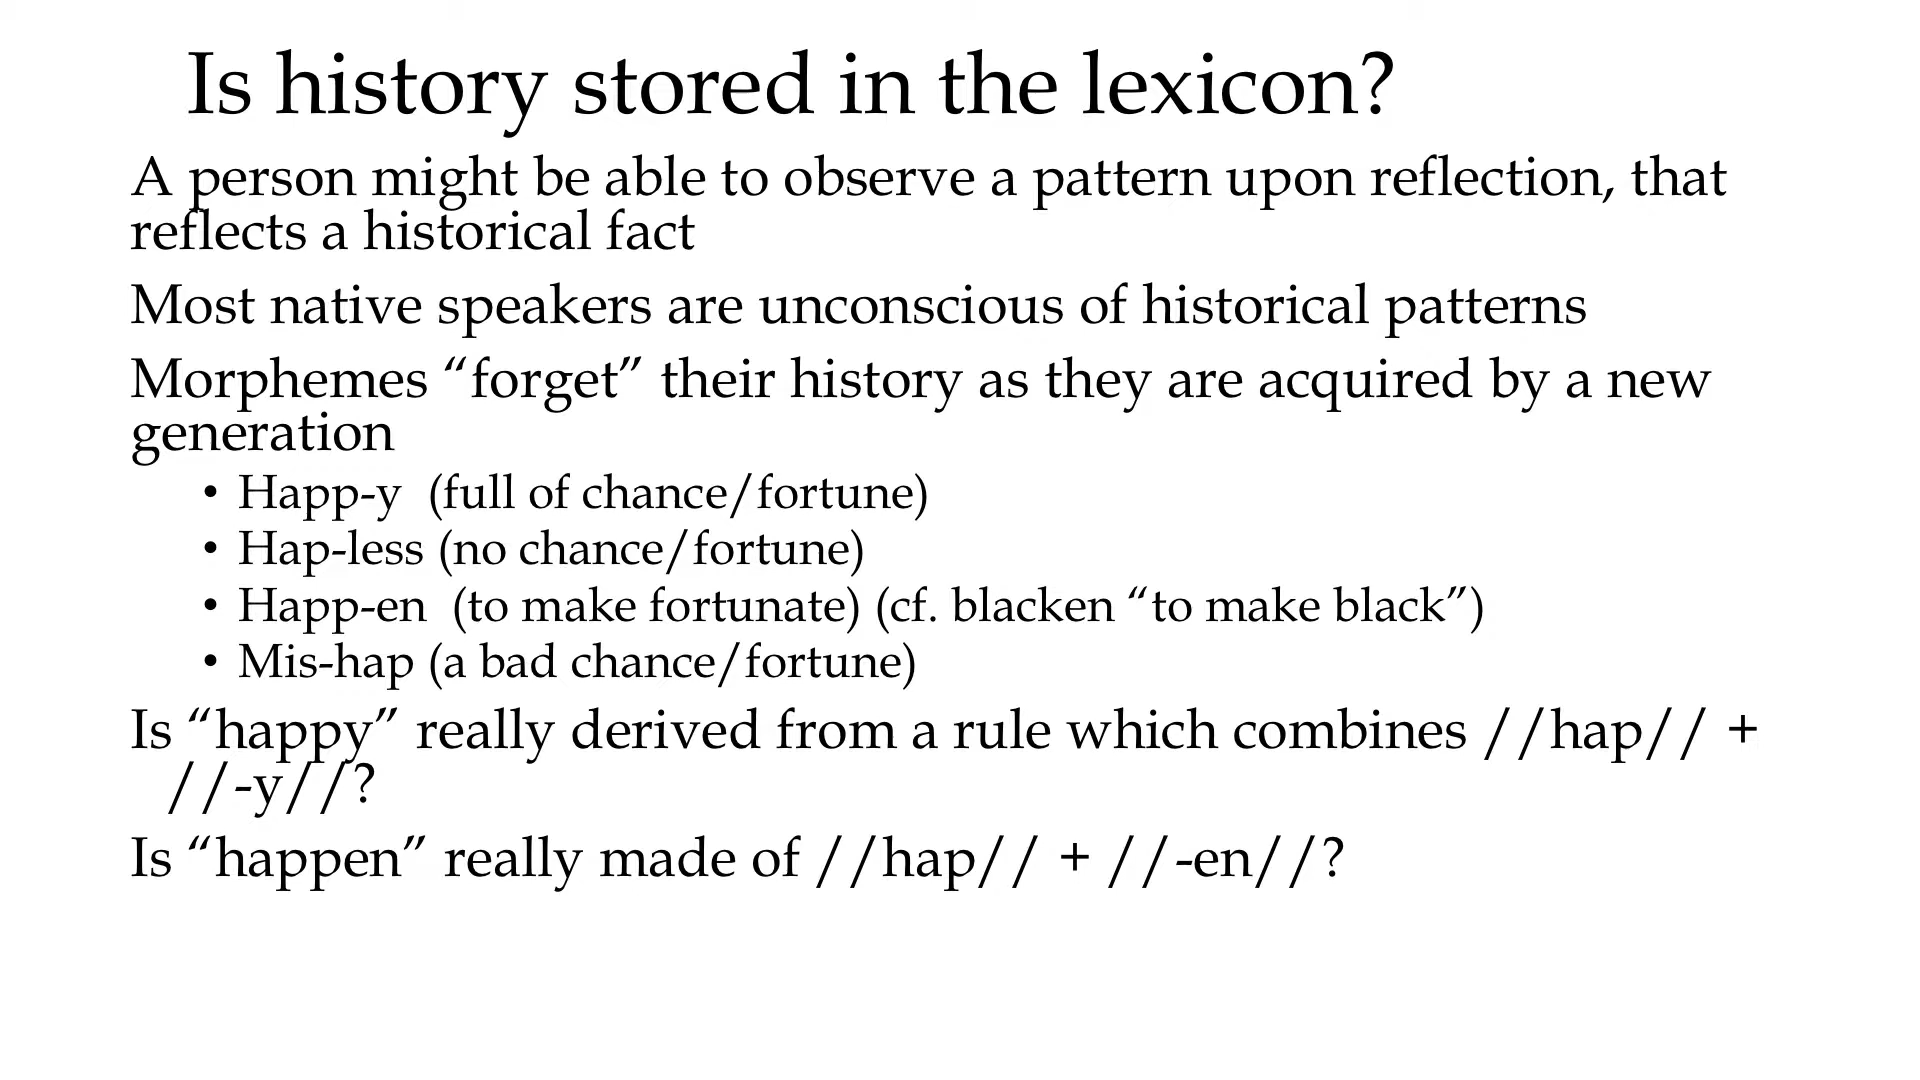 Is history stored in the lexicon?
A person might be able to observe a pattern upon reflection, that
reflects a historical fact
Most native speakers are unconscious of historical patterns
Morphemes “forget” their history as they are acquired by a new
generation
• Happ-y (full of chance/fortune)
• Hap-less (no chance/fortune)
• Happ-en (to make fortunate) (cf. blacken “to make black”)
• Mis-hap (a bad chance/fortune)
Is “happy” really derived from a rule which combines //hap// +
//-y//?
Is “happen” really made of //hap// + //-en//?